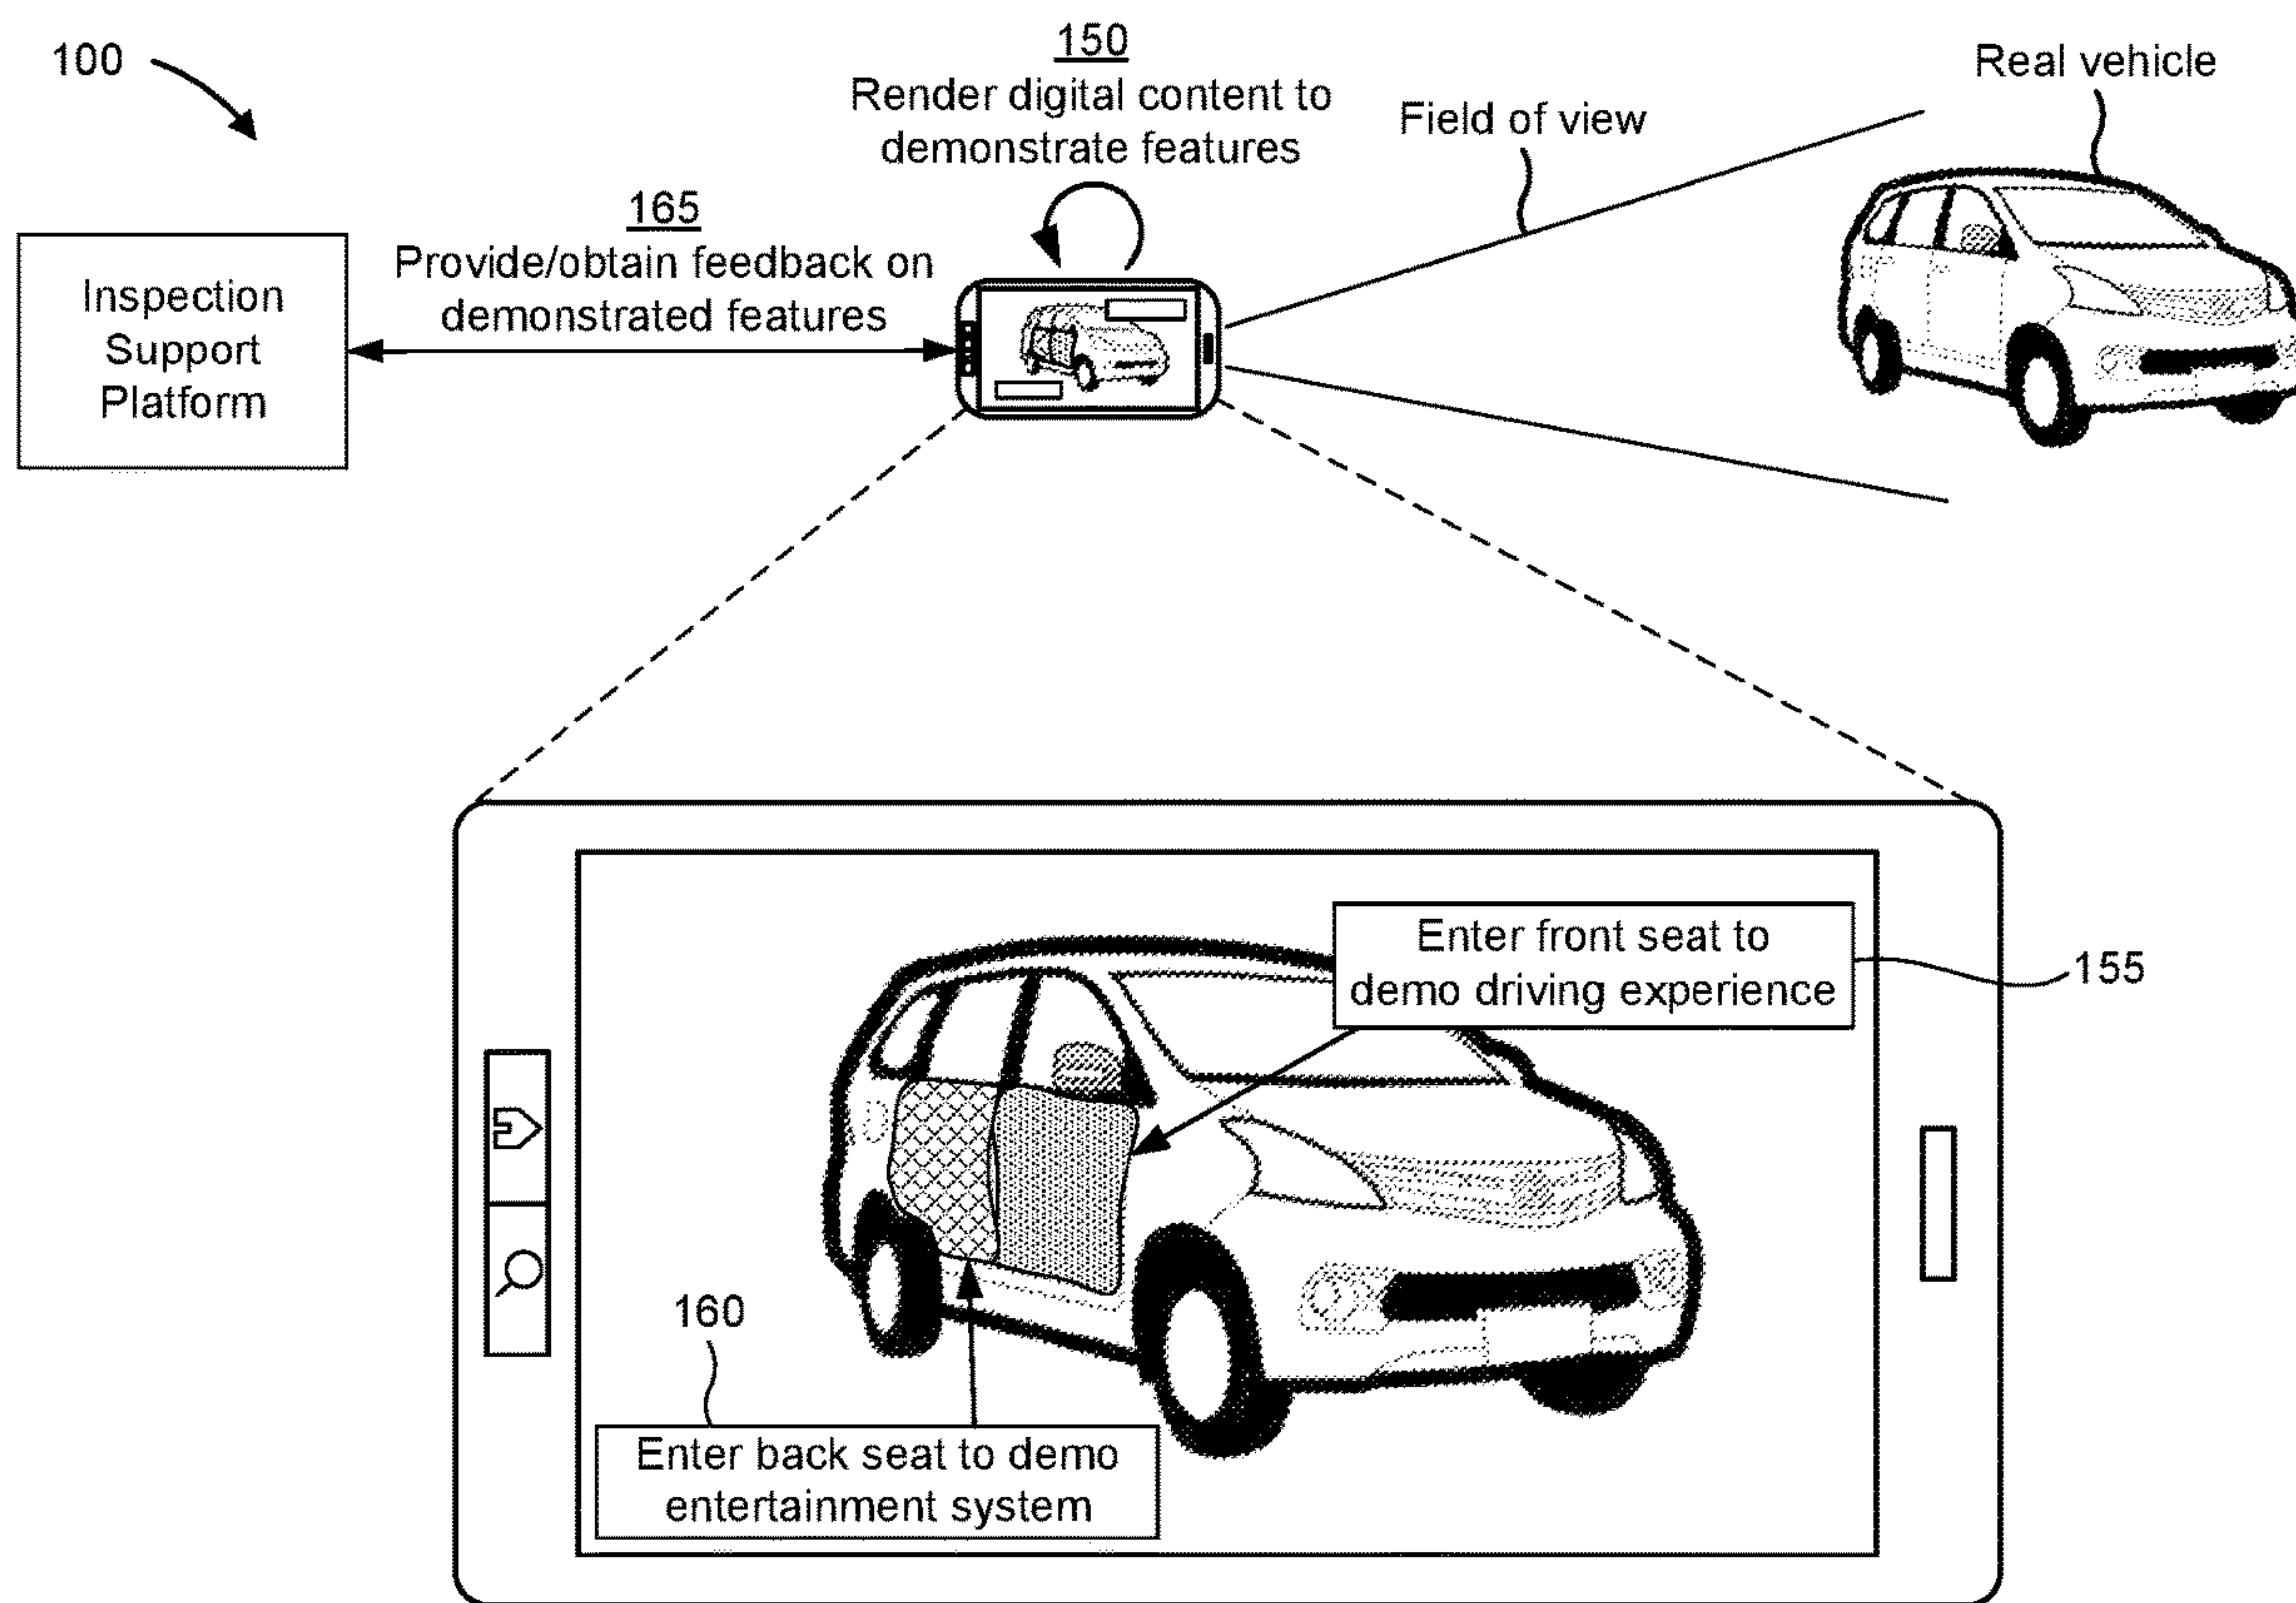 100
150
Render digital content to
demonstrate features
Real vehicle
Field of view
165
Provide/obtain feedback on
demonstrated features
Inspection
Support
Platform
Enter front seat to
demo driving experience
155
160
Enter back seat to demo
entertainment system